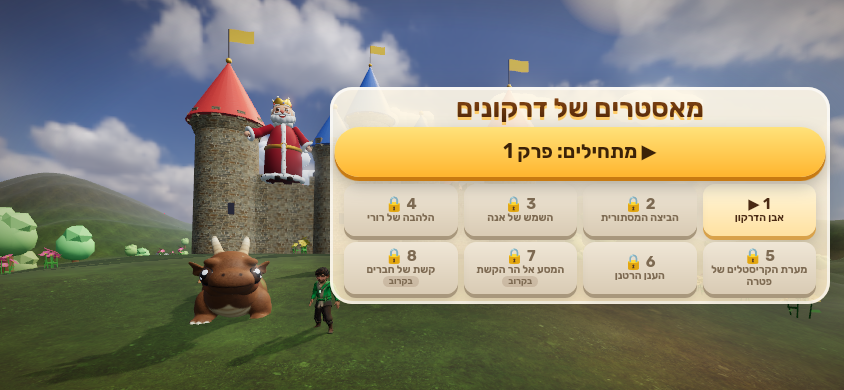 מאסטרים של דרקונים
▶ מתחילים: פרק 1
1 ▶
אבן הדרקון
2 🔒
הביצה המסתורית
3 🔒
השמש של אנה
4 🔒
הלהבה של רורי
5 🔒
מערת הקריסטלים של
פטרה
6 🔒
הענן הרטנן
7 🔒
המסע אל הר הקשת
בקרוב
8 🔒
קשת של חברים
בקרוב